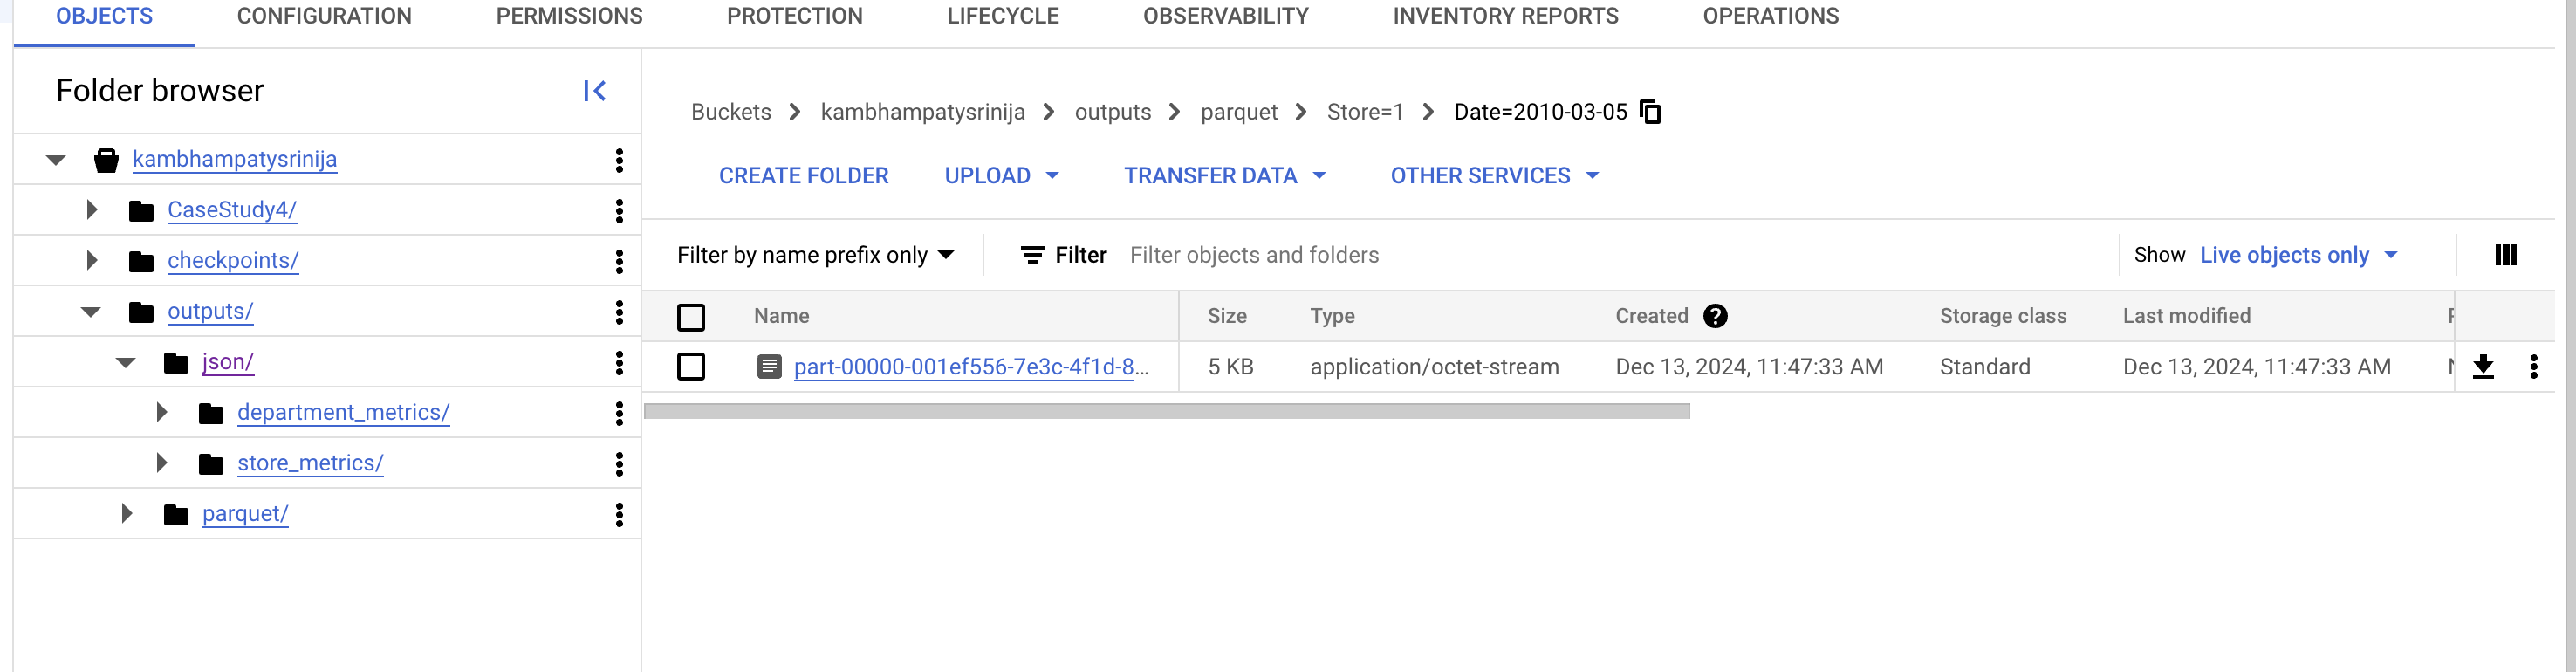 OBJECTS CONFIGURATION PERMISSIONS PROTECTION LIFECYCLE OBSERVABILITY INVENTORY REPORTS OPERATIONS
Folder browser
kambhampatysrinija
CaseStudy4/
checkpoints/
outputs/
json/
department_metrics/
store_metrics/
parquet/
Buckets kambhampatysrinija outputs parquet Store=1 Date=2010-03-05
CREATE FOLDER UPLOAD TRANSFER DATA OTHER SERVICES
Filter by name prefix only Filter Filter objects and folders Show Live objects only
Name Size Type Created Storage class Last modified
part-00000-001ef556-7e3c-4f1d-8... 5 KB application/octet-stream Dec 13, 2024, 11:47:33 AM Standard Dec 13, 2024, 11:47:33 AM